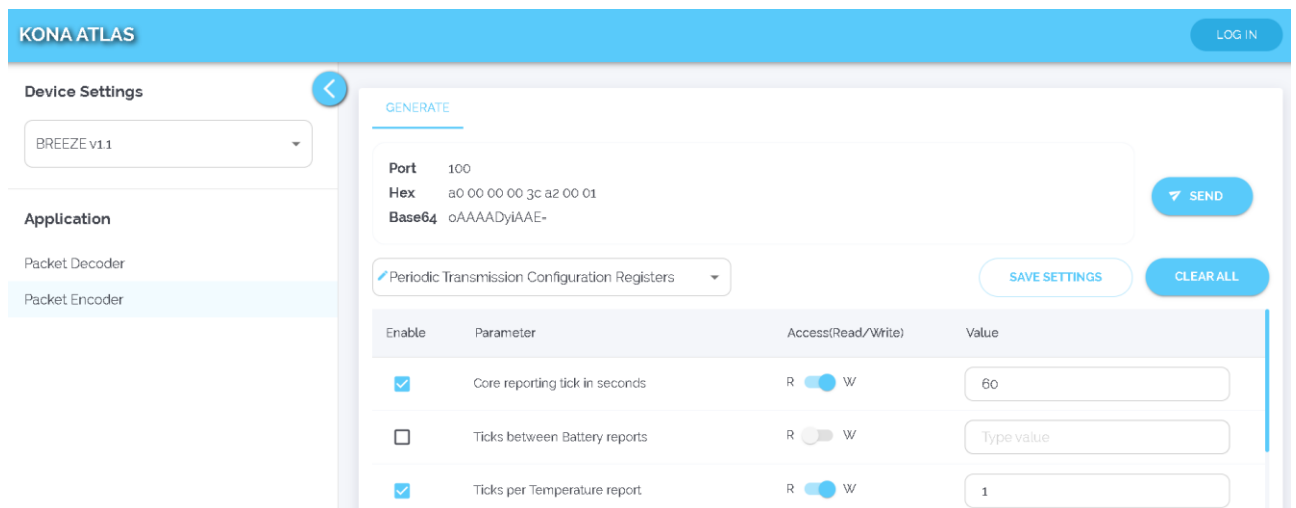 KONA ATLAS
LOG IN
Device Settings
BREEZE v1.1
Application
Packet Decoder
Packet Encoder
GENERATE
Port 100
Hex a0 00 00 00 3c a2 00 01
Base64 oAAAADyiAAE=
SEND
Periodic Transmission Configuration Registers
SAVE SETTINGS
CLEAR ALL
Enable Parameter Access(Read/Write) Value
Core reporting tick in seconds R W 60
Ticks between Battery reports R W Type value
Ticks per Temperature report R W 1